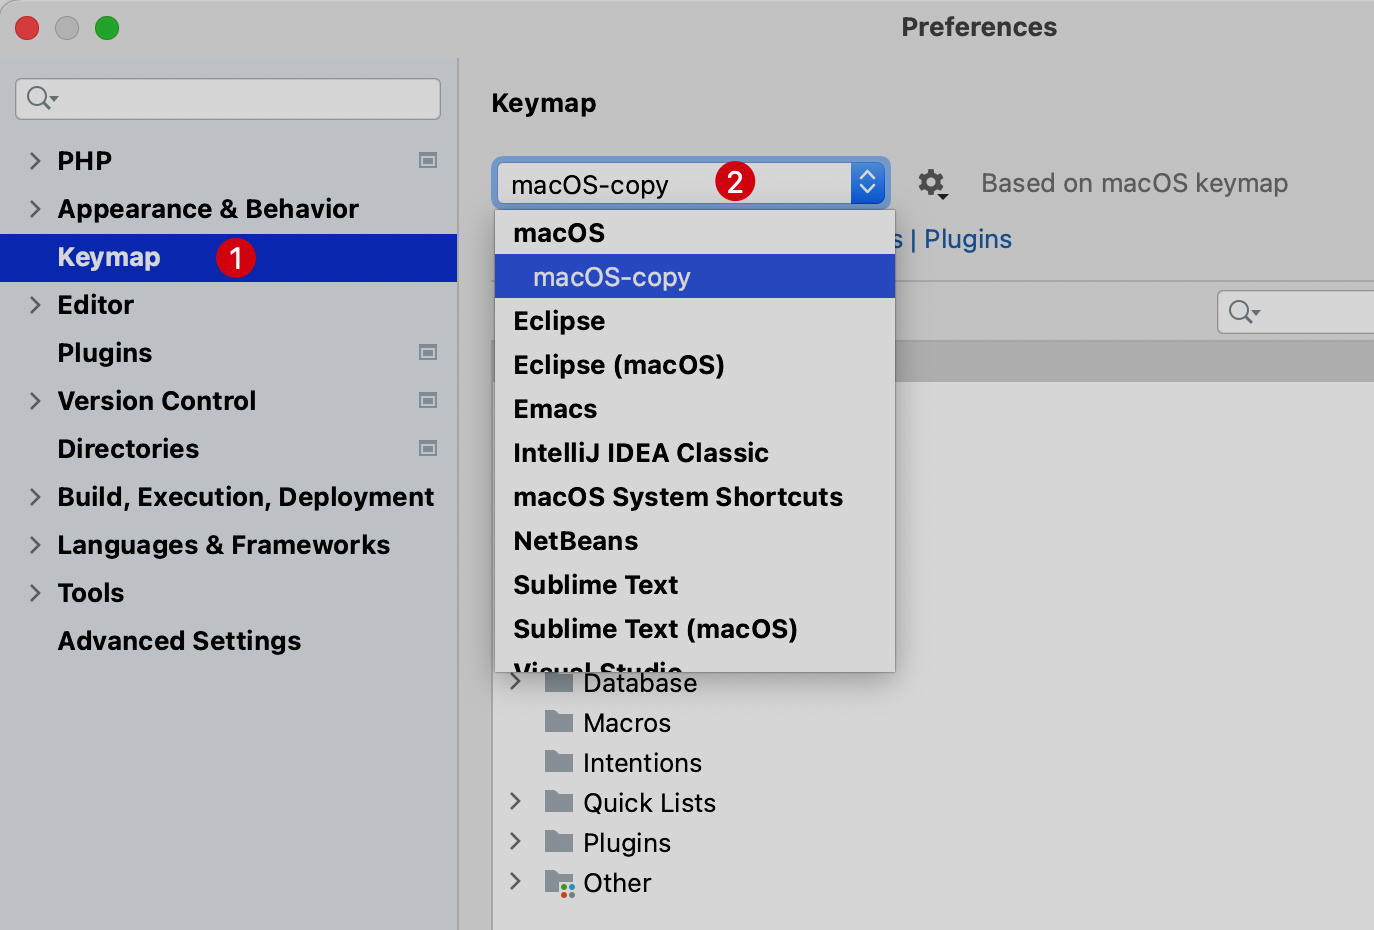 Preferences
PHP
Appearance & Behavior
Keymap 1
Editor
Plugins
Version Control
Directories
Build, Execution, Deployment
Languages & Frameworks
Tools
Advanced Settings
Keymap
macOS-copy 2
Based on macOS keymap
s | Plugins
macOS
macOS-copy
Eclipse
Eclipse (macOS)
Emacs
IntelliJ IDEA Classic
macOS System Shortcuts
NetBeans
Sublime Text
Sublime Text (macOS)
Visual Studio
Database
Macros
Intentions
Quick Lists
Plugins
Other